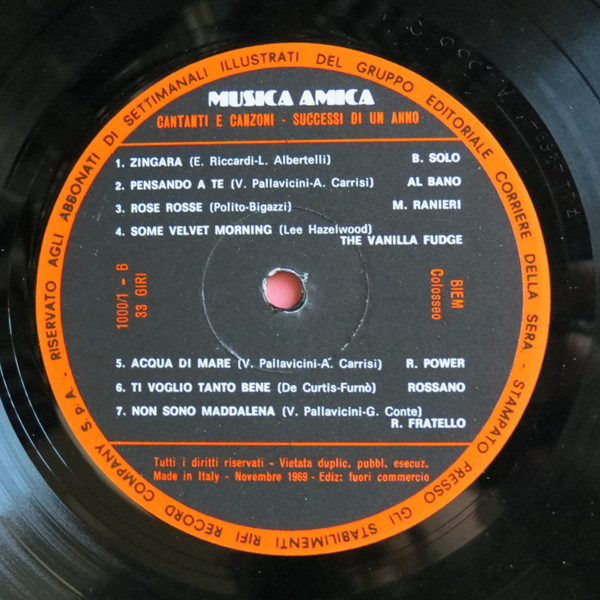 RISERVATO AGLI ABBONATI DI SETTIMANALI ILLUSTRATI DEL GRUPPO EDITORIALE CORRIERE DELLA SERA - STAMPATO PRESSO GLI STABILIMENTI RIFI RECORD COMPANY S.P.A. -
MUSICA AMICA
CANTANTI E CANZONI - SUCCESSI DI UN ANNO
1. ZINGARA (E. Riccardi-L. Albertelli) B. SOLO
2. PENSANDO A TE (V. Pallavicini-A. Carrisi) AL BANO
3. ROSE ROSSE (Polito-Bigazzi) M. RANIERI
4. SOME VELVET MORNING (Lee Hazelwood)
THE VANILLA FUDGE
1000/1 - B
33 GIRI
BIEM
Colosseo
5. ACQUA DI MARE (V. Pallavicini-A. Carrisi) R. POWER
6. TI VOGLIO TANTO BENE (De Curtis-Furnò) ROSSANO
7. NON SONO MADDALENA (V. Pallavicini-G. Conte)
R. FRATELLO
Tutti i diritti riservati - Vietata duplic. pubbl. esecuz.
Made in Italy - Novembre 1969 - Ediz: fuori commercio